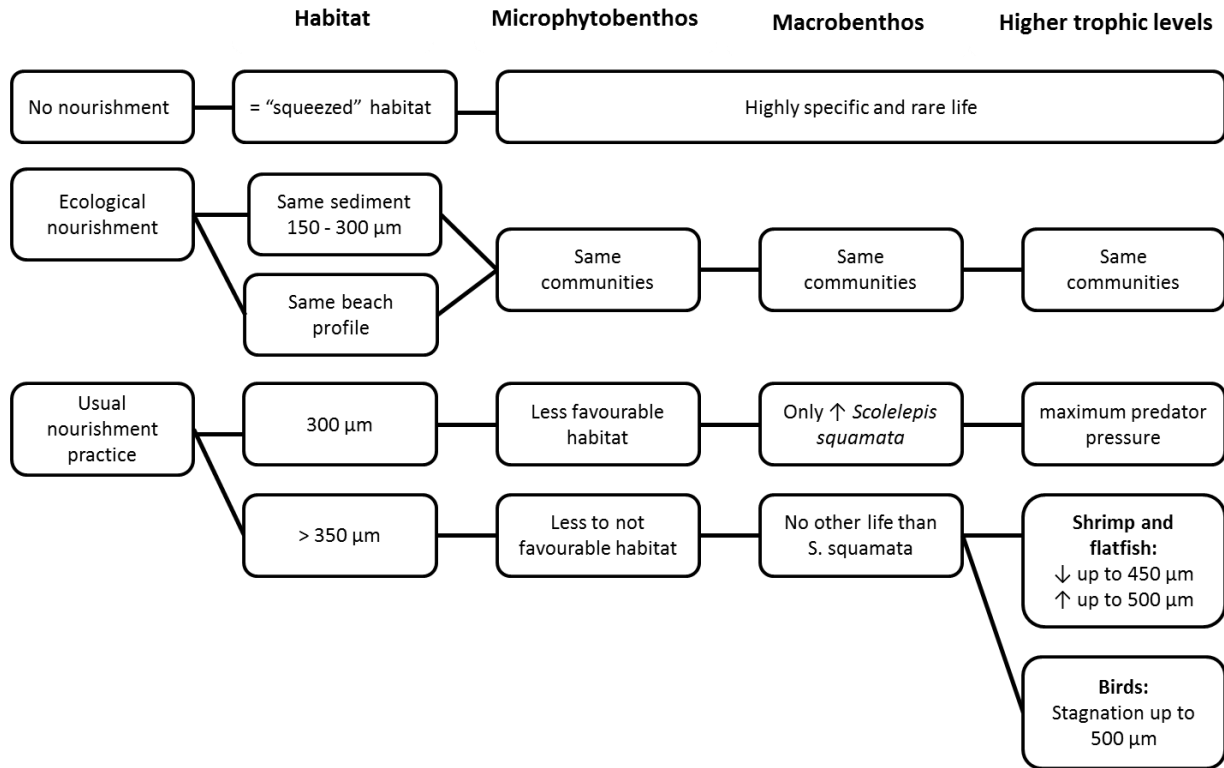 Habitat
Microphytobenthos
Macrobenthos
Higher trophic levels
No nourishment
= “squeezed” habitat
Highly specific and rare life
Ecological
nourishment
Same sediment
150 - 300 µm
Same beach
profile
Same
communities
Same
communities
Same
communities
Usual
nourishment
practice
300 µm
Less favourable
habitat
Only ↑ Scolelepis
squamata
maximum predator
pressure
> 350 µm
Less to not
favourable habitat
No other life than
S. squamata
Shrimp and
flatfish:
↓ up to 450 µm
↑ up to 500 µm
Birds:
Stagnation up to
500 µm